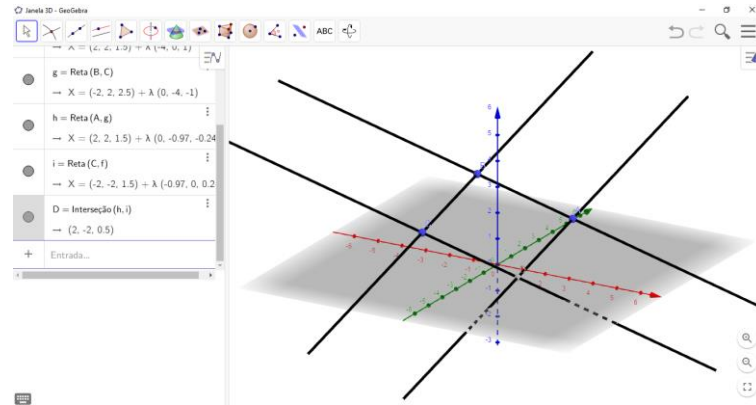 Janela 3D - GeoGebra
ABC
→ X = (2, 2, 1.5) + λ (-4, 0, 1)
g = Reta (B, C)
→ X = (-2, 2, 2.5) + λ (0, -4, -1)
h = Reta (A, g)
→ X = (2, 2, 1.5) + λ (0, -0.97, -0.24
i = Reta (C, f)
→ X = (-2, -2, 1.5) + λ (-0.97, 0, 0.2
D = Interseção (h, i)
→ (2, -2, 0.5)
Entrada...